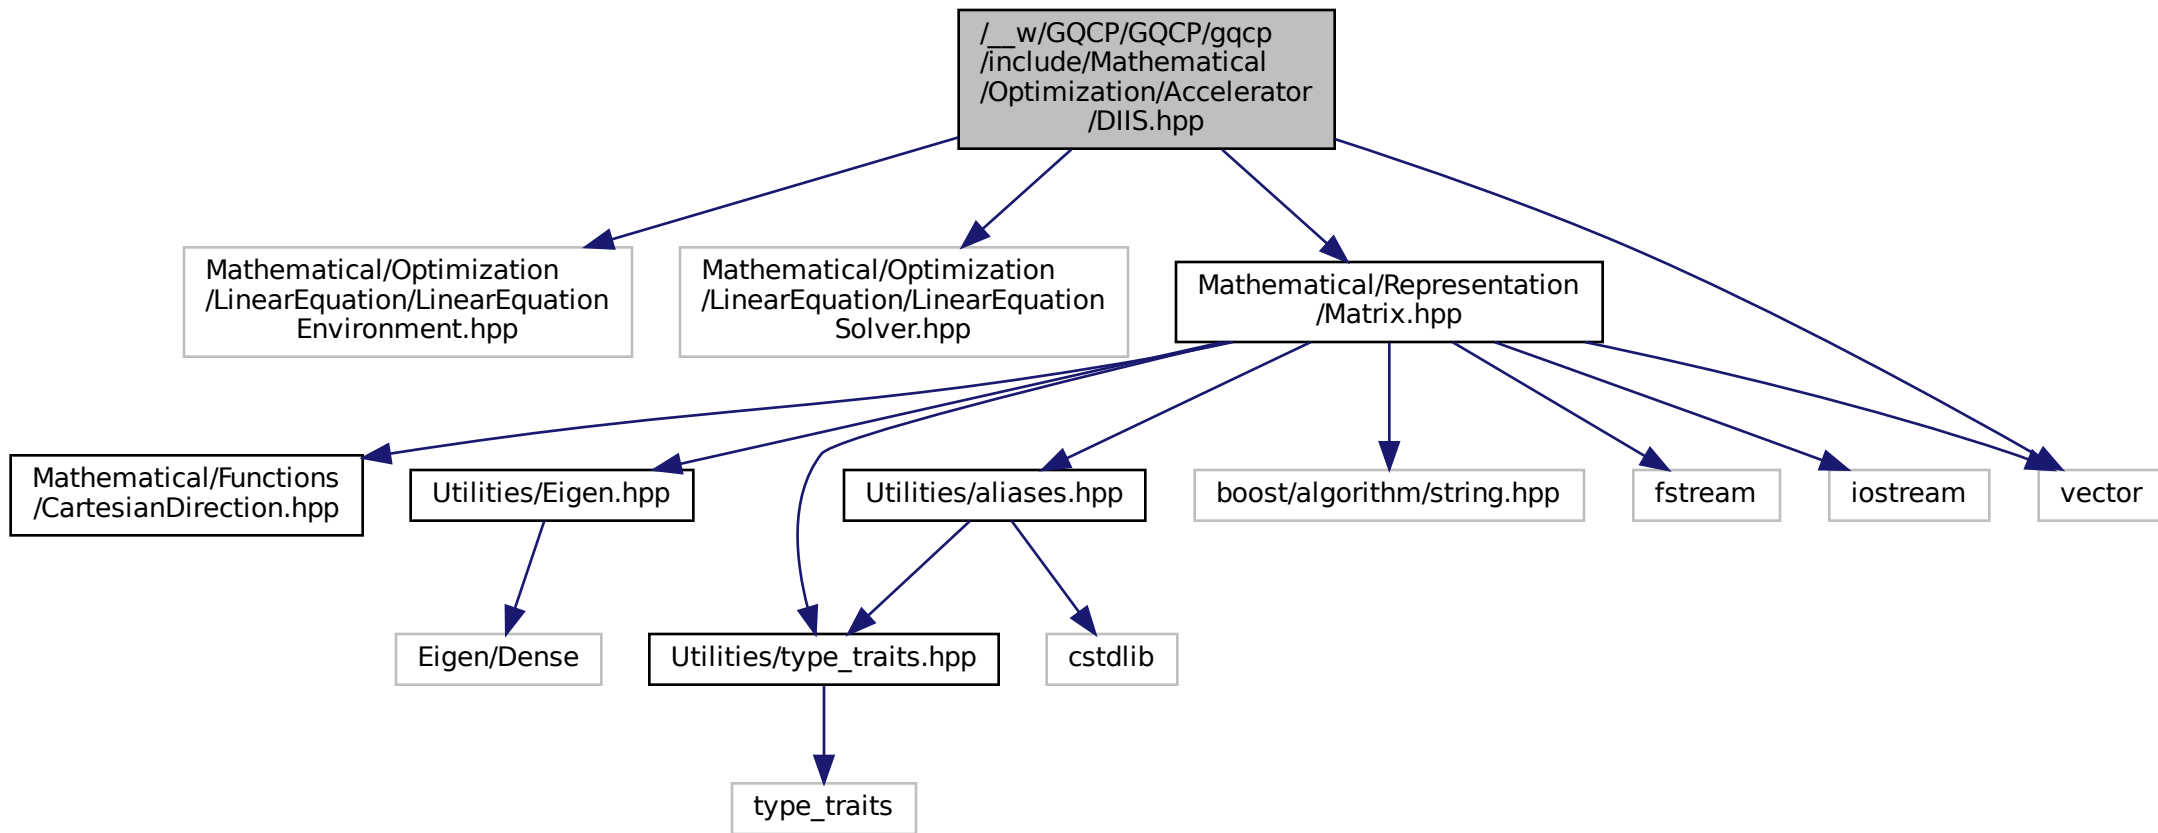 /__w/GQCP/GQCP/gqcp
/include/Mathematical
/Optimization/Accelerator
/DIIS.hpp
Mathematical/Optimization
/LinearEquation/LinearEquation
Environment.hpp
Mathematical/Optimization
/LinearEquation/LinearEquation
Solver.hpp
Mathematical/Representation
/Matrix.hpp
Mathematical/Functions
/CartesianDirection.hpp
Utilities/Eigen.hpp
Utilities/aliases.hpp
boost/algorithm/string.hpp
fstream
iostream
vector
Eigen/Dense
Utilities/type_traits.hpp
cstdlib
type_traits